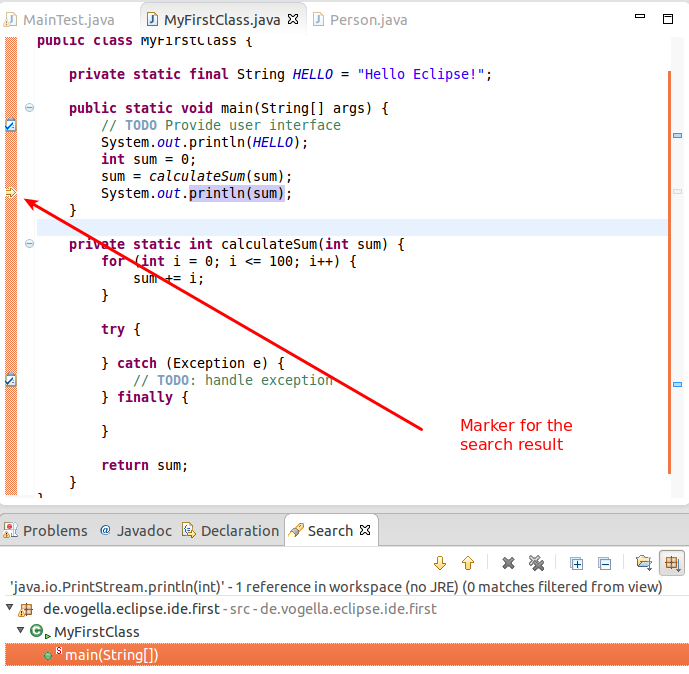 MainTest.java MyFirstClass.java Person.java
public class MyFirstClass {
private static final String HELLO = "Hello Eclipse!";
public static void main(String[] args) {
// TODO Provide user interface
System.out.println(HELLO);
int sum = 0;
sum = calculateSum(sum);
System.out.println(sum);
}
private static int calculateSum(int sum) {
for (int i = 0; i <= 100; i++) {
sum += i;
}
try {
} catch (Exception e) {
// TODO: handle exception
} finally {
}
Marker for the
search result
return sum;
}
}
Problems @ Javadoc Declaration Search
'java.io.PrintStream.println(int)' - 1 reference in workspace (no JRE) (0 matches filtered from view)
de.vogella.eclipse.ide.first - src - de.vogella.eclipse.ide.first
MyFirstClass
main(String[])